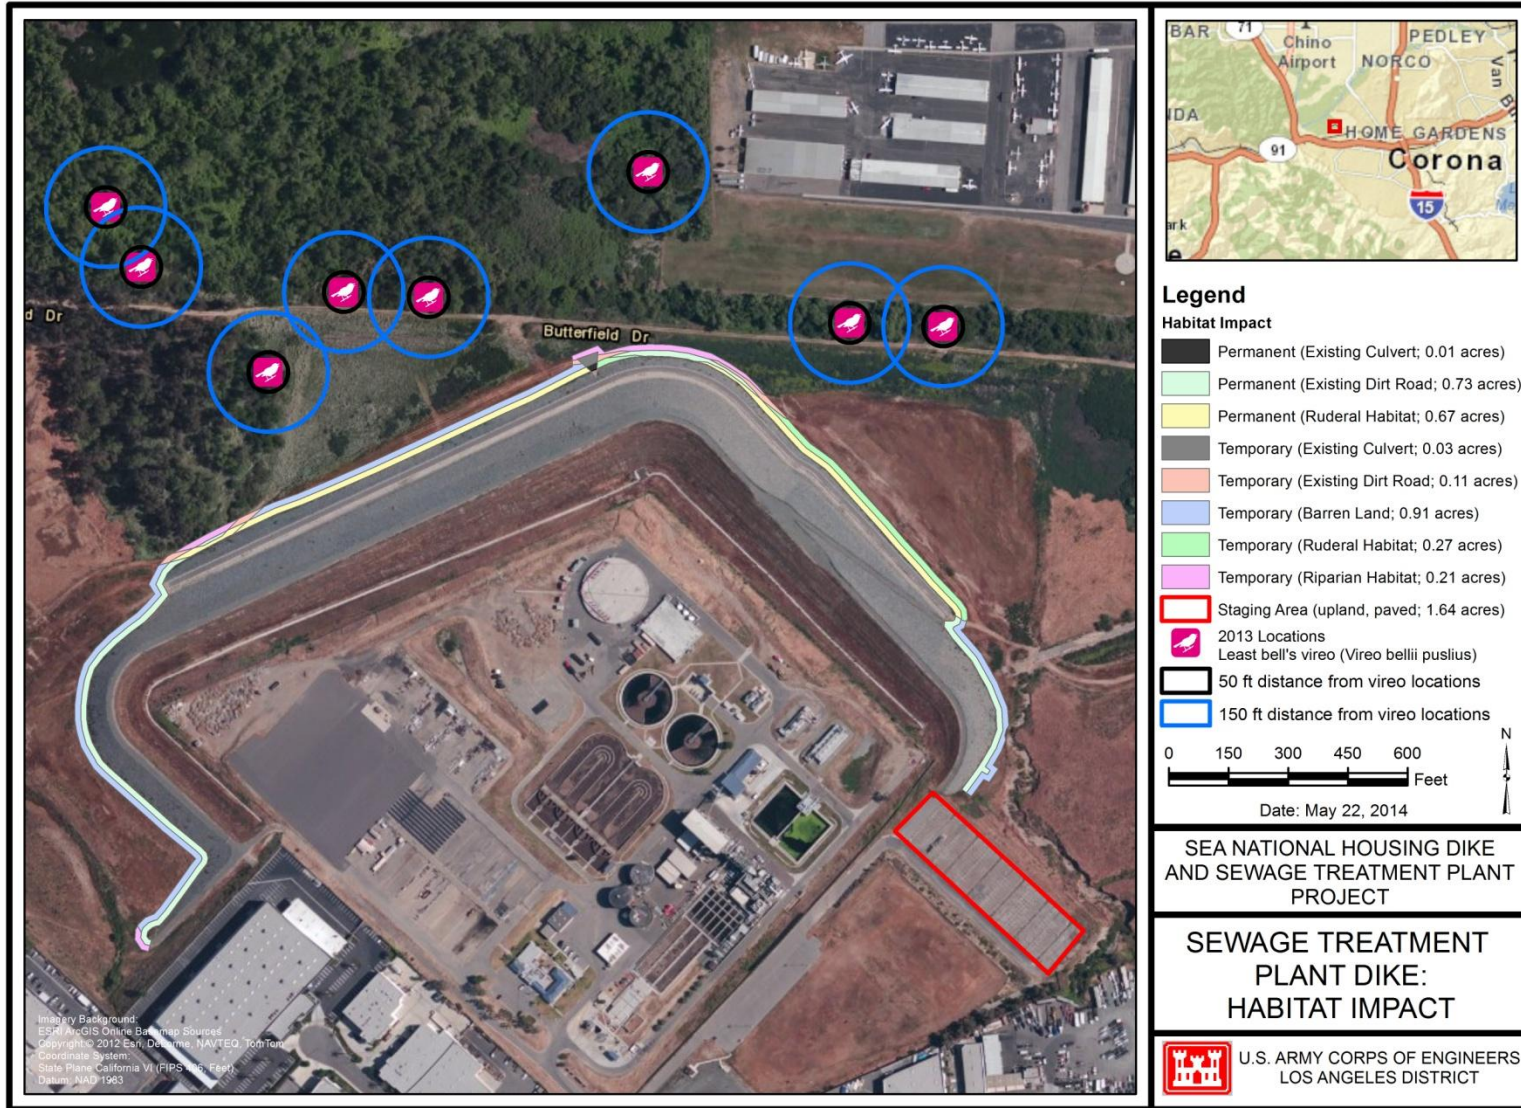 d Dr
Butterfield Dr
Imagery Background:
ESRI ArcGIS Online Basemap Sources
Copyright:© 2012 Esri, DeLorme, NAVTEQ, TomTom
Coordinate System:
State Plane California VI (FIPS 406, Feet)
Datum: NAD 1983
BAR
71
Chino
Airport
PEDLEY
NORCO
Van
NDA
HOME GARDENS
91
Corona
15
ark
e
Legend
Habitat Impact
Permanent (Existing Culvert; 0.01 acres)
Permanent (Existing Dirt Road; 0.73 acres)
Permanent (Ruderal Habitat; 0.67 acres)
Temporary (Existing Culvert; 0.03 acres)
Temporary (Existing Dirt Road; 0.11 acres)
Temporary (Barren Land; 0.91 acres)
Temporary (Ruderal Habitat; 0.27 acres)
Temporary (Riparian Habitat; 0.21 acres)
Staging Area (upland, paved; 1.64 acres)
2013 Locations
Least bell's vireo (Vireo bellii puslius)
50 ft distance from vireo locations
150 ft distance from vireo locations
N
0 150 300 450 600
Feet
Date: May 22, 2014
SEA NATIONAL HOUSING DIKE
AND SEWAGE TREATMENT PLANT
PROJECT
SEWAGE TREATMENT
PLANT DIKE:
HABITAT IMPACT
U.S. ARMY CORPS OF ENGINEERS
LOS ANGELES DISTRICT